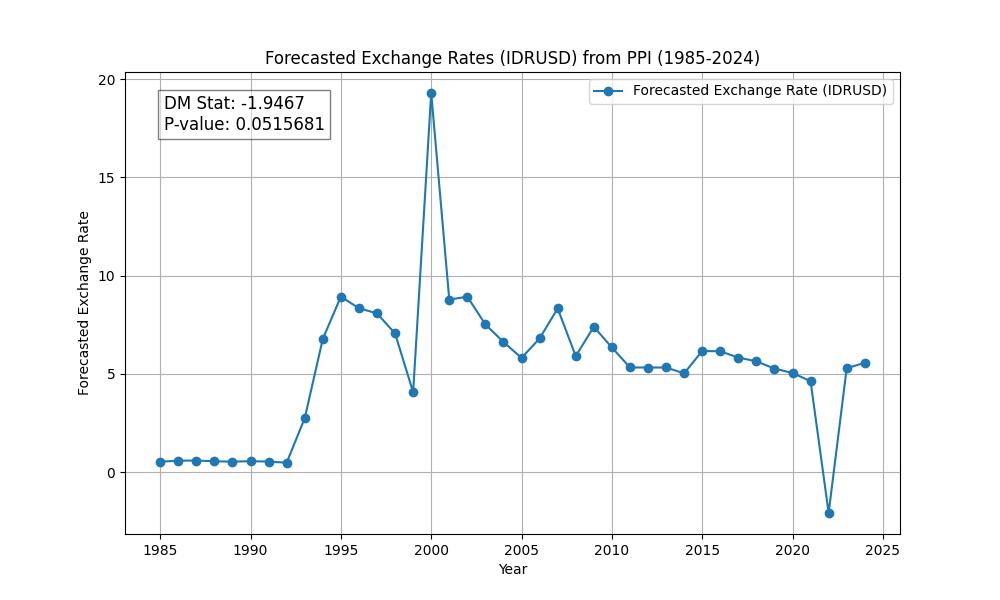 Forecasted Exchange Rates (IDRUSD) from PPI (1985-2024)
DM Stat: -1.9467
P-value: 0.0515681
Forecasted Exchange Rate (IDRUSD)
Forecasted Exchange Rate
20
15
10
5
0
1985 1990 1995 2000 2005 2010 2015 2020 2025
Year